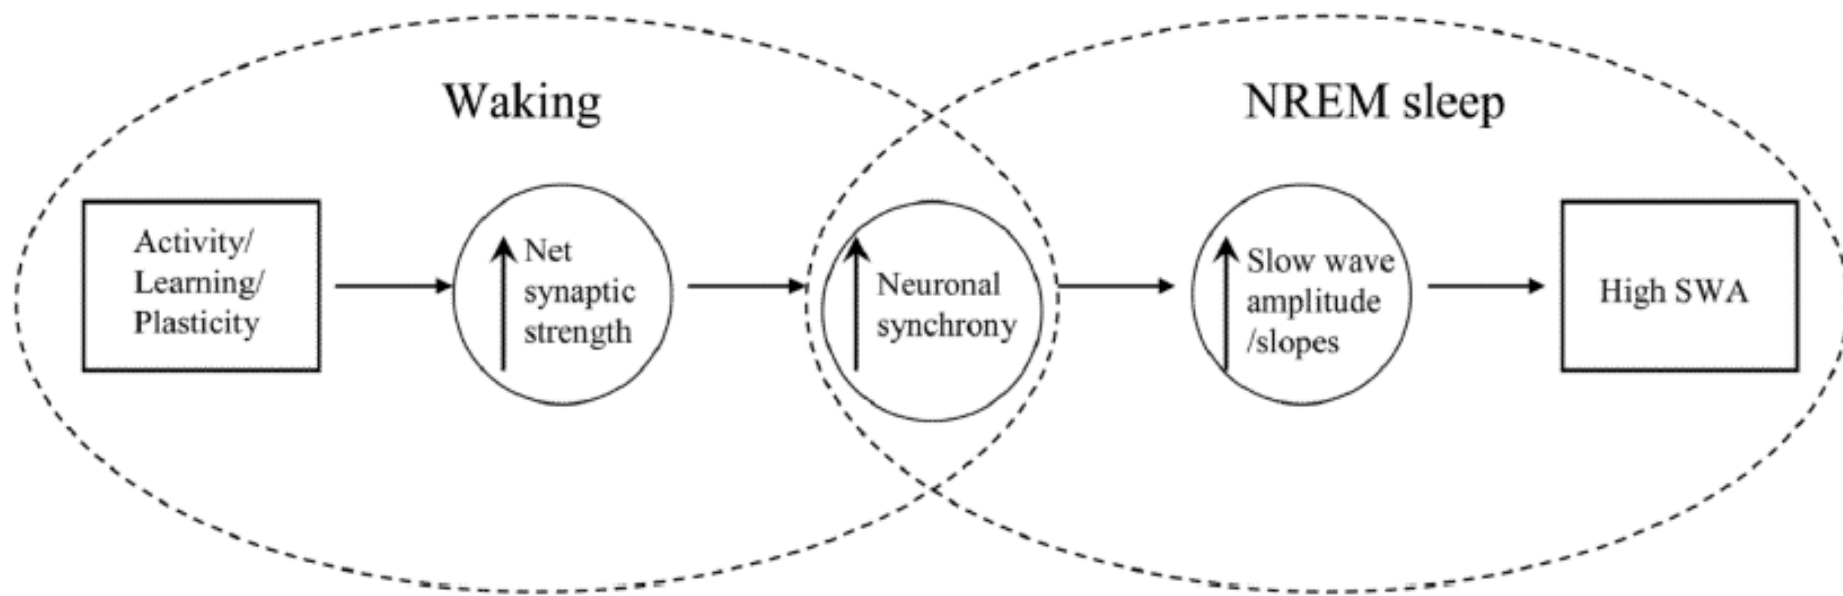 Waking
NREM sleep
Activity/
Learning/
Plasticity
Net
synaptic
strength
Neuronal
synchrony
Slow wave
amplitude
/slopes
High SWA